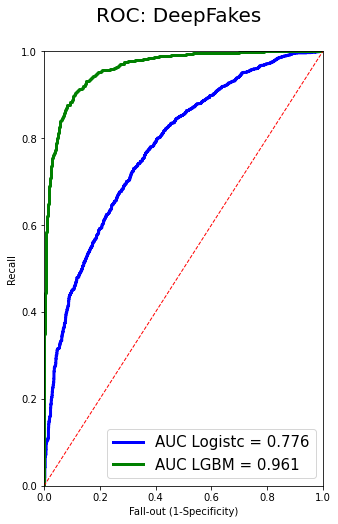 ROC: DeepFakes
1.0
0.8
0.6
0.4
0.2
0.0
Recall
AUC Logistc = 0.776
AUC LGBM = 0.961
0.0 0.2 0.4 0.6 0.8 1.0
Fall-out (1-Specificity)